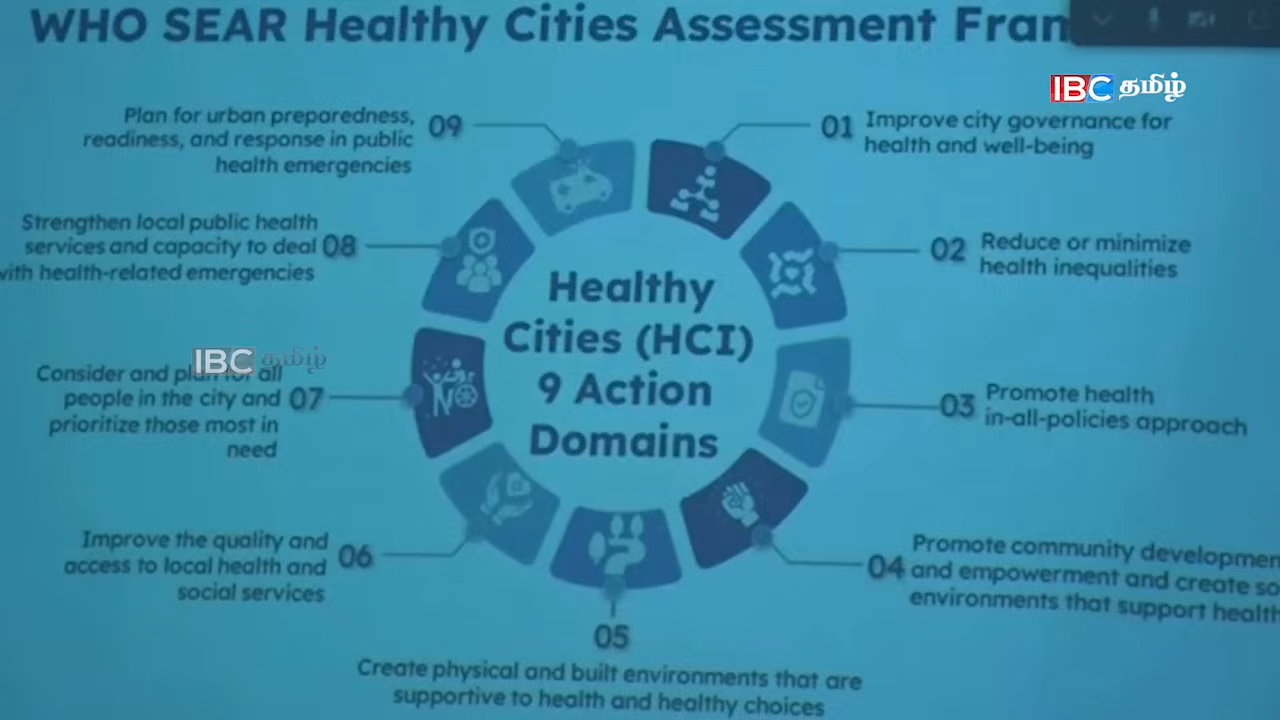 WHO SEAR Healthy Cities Assessment
IBC தமிழ்
Plan for urban preparedness,
readiness, and response in public
health emergencies
09
01
Improve city governance for
health and well-being
Strengthen local public health
services and capacity to deal
with health-related emergencies
08
02
Reduce or minimize
health inequalities
Healthy
Cities (HCI)
9 Action
Domains
IBC தமிழ்
Consider and plan for all
people in the city and
prioritize those most in
need
07
03
Promote health
in-all-policies approach
Improve the quality and
access to local health and
social services
06
04
Promote community
and empowerment and create
environments that support
05
Create physical and built environments that are
supportive to health and healthy choices